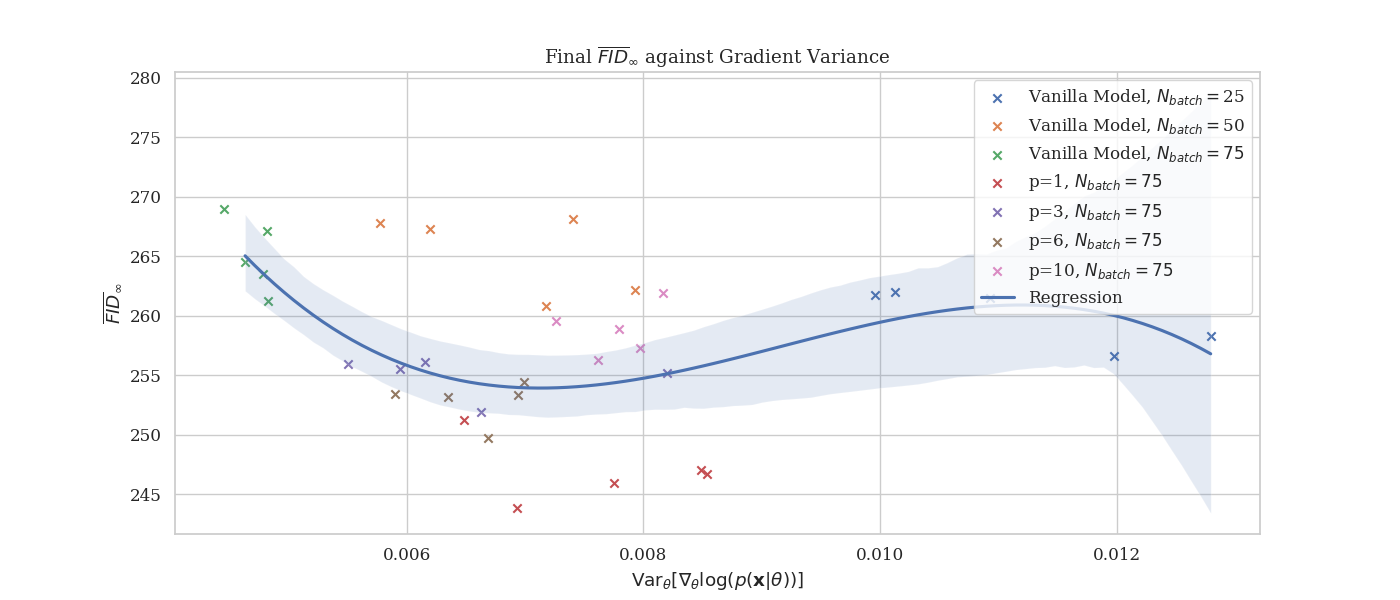 Final $\overline{FID}_\infty$ against Gradient Variance
280
275
270
265
260
255
250
245
$\overline{FID}_\infty$
Vanilla Model, $N_{batch} = 25$
Vanilla Model, $N_{batch} = 50$
Vanilla Model, $N_{batch} = 75$
p=1, $N_{batch} = 75$
p=3, $N_{batch} = 75$
p=6, $N_{batch} = 75$
p=10, $N_{batch} = 75$
Regression
0.006 0.008 0.010 0.012
$\mathrm{Var}_\theta[\nabla_\theta \log(p(\mathbf{x}|\theta))]$